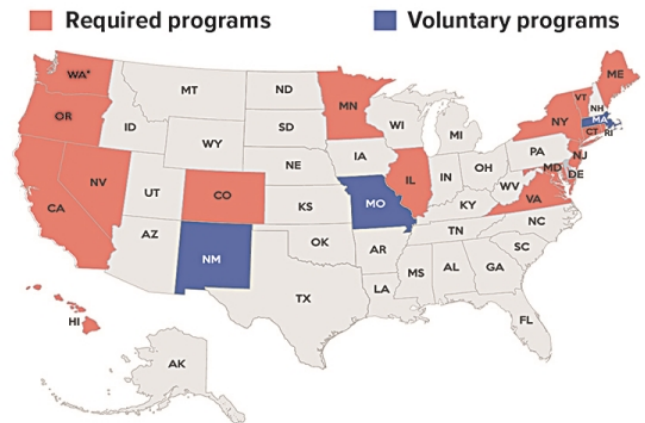 Required programs
Voluntary programs
WA*
MT
ND
MN
ME
VT
NH
OR
ID
SD
WI
MI
NY
MA
CT
RI
WY
IA
PA
NJ
NE
NV
UT
CO
IL
IN
OH
MD
DE
WV
VA
CA
KS
MO
KY
NC
TN
AZ
NM
OK
AR
SC
MS
AL
GA
TX
LA
HI
FL
AK